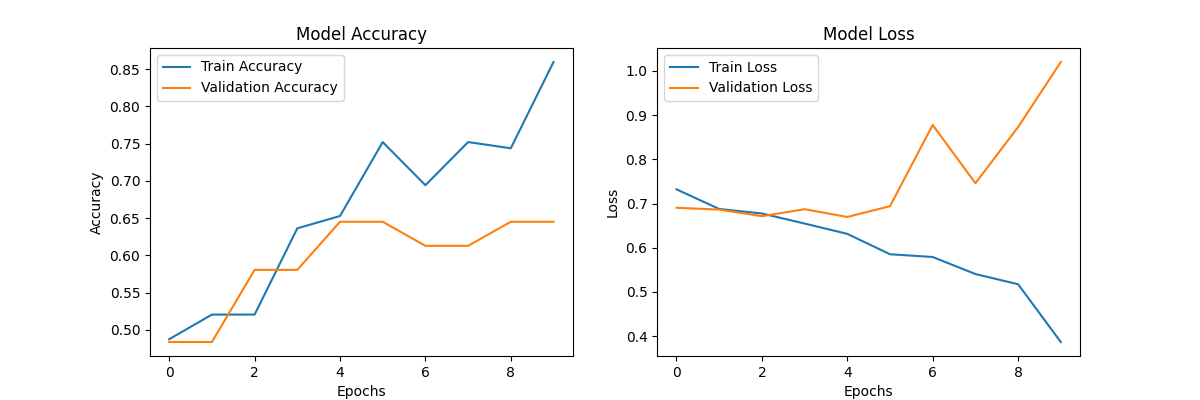 Model Accuracy
Train Accuracy
Validation Accuracy
0.85
0.80
0.75
0.70
0.65
0.60
0.55
0.50
Accuracy
0 2 4 6 8
Epochs
Model Loss
Train Loss
Validation Loss
1.0
0.9
0.8
0.7
0.6
0.5
0.4
Loss
0 2 4 6 8
Epochs